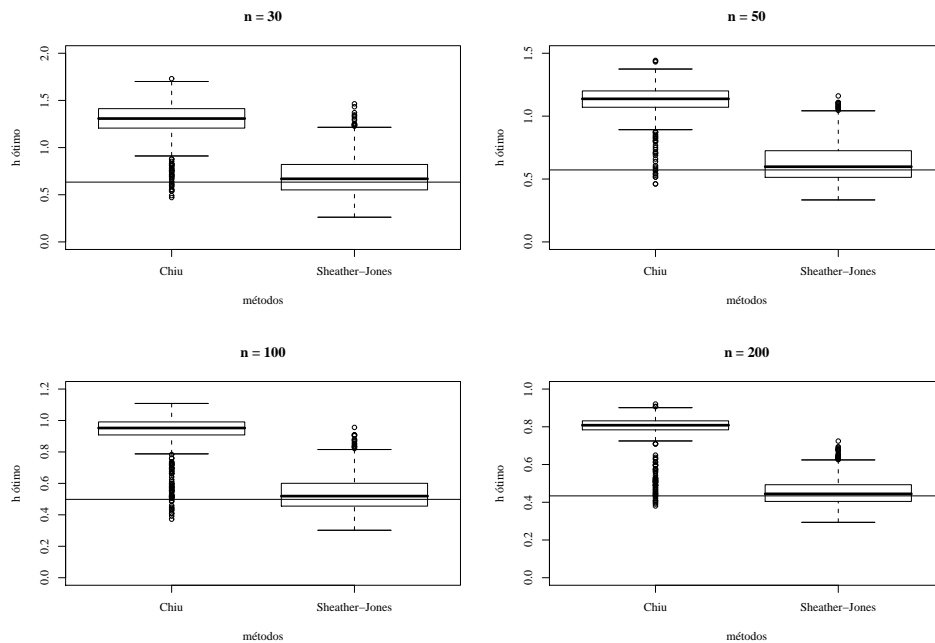 n = 30
h ótimo
2.0
1.5
1.0
0.5
0.0
Chiu
Sheather–Jones
métodos
n = 50
h ótimo
1.5
1.0
0.5
0.0
Chiu
Sheather–Jones
métodos
n = 100
h ótimo
1.2
1.0
0.8
0.6
0.4
0.2
0.0
Chiu
Sheather–Jones
métodos
n = 200
h ótimo
1.0
0.8
0.6
0.4
0.2
0.0
Chiu
Sheather–Jones
métodos